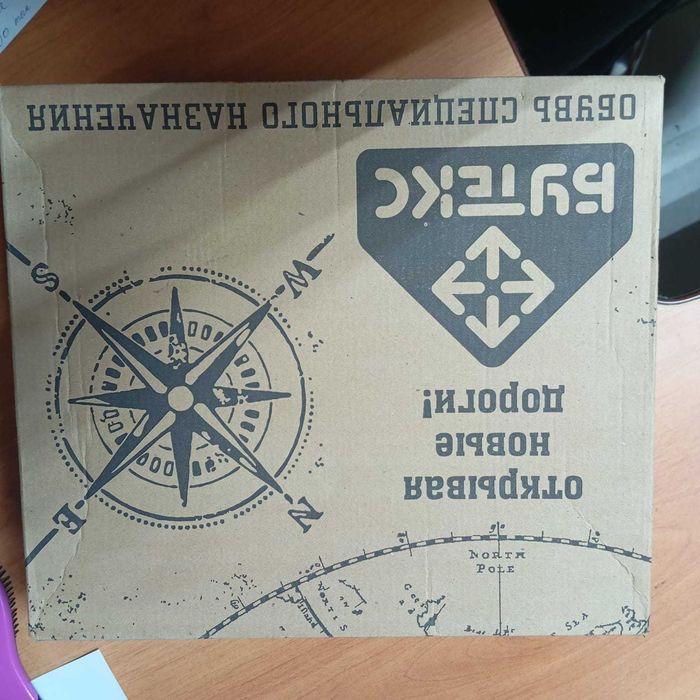 ОБУВЬ СПЕЦИАЛЬНОГО НАЗНАЧЕНИЯ
БУТЕКС
открывая
новые
дороги!
N
E
W
S
NORTH
POLE